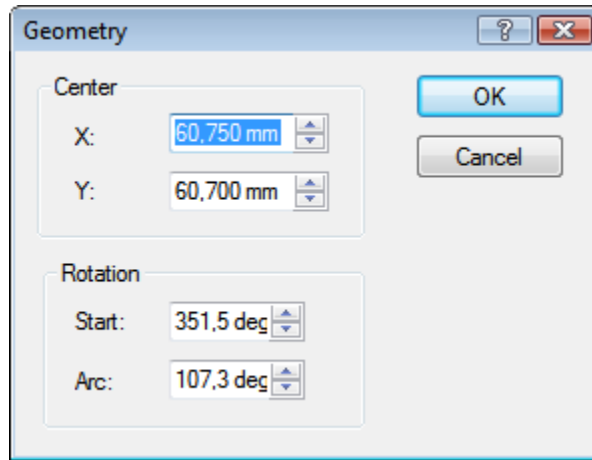 Geometry
Center
OK
X: 60,750 mm
Cancel
Y: 60,700 mm
Rotation
Start: 351,5 deg
Arc: 107,3 deg